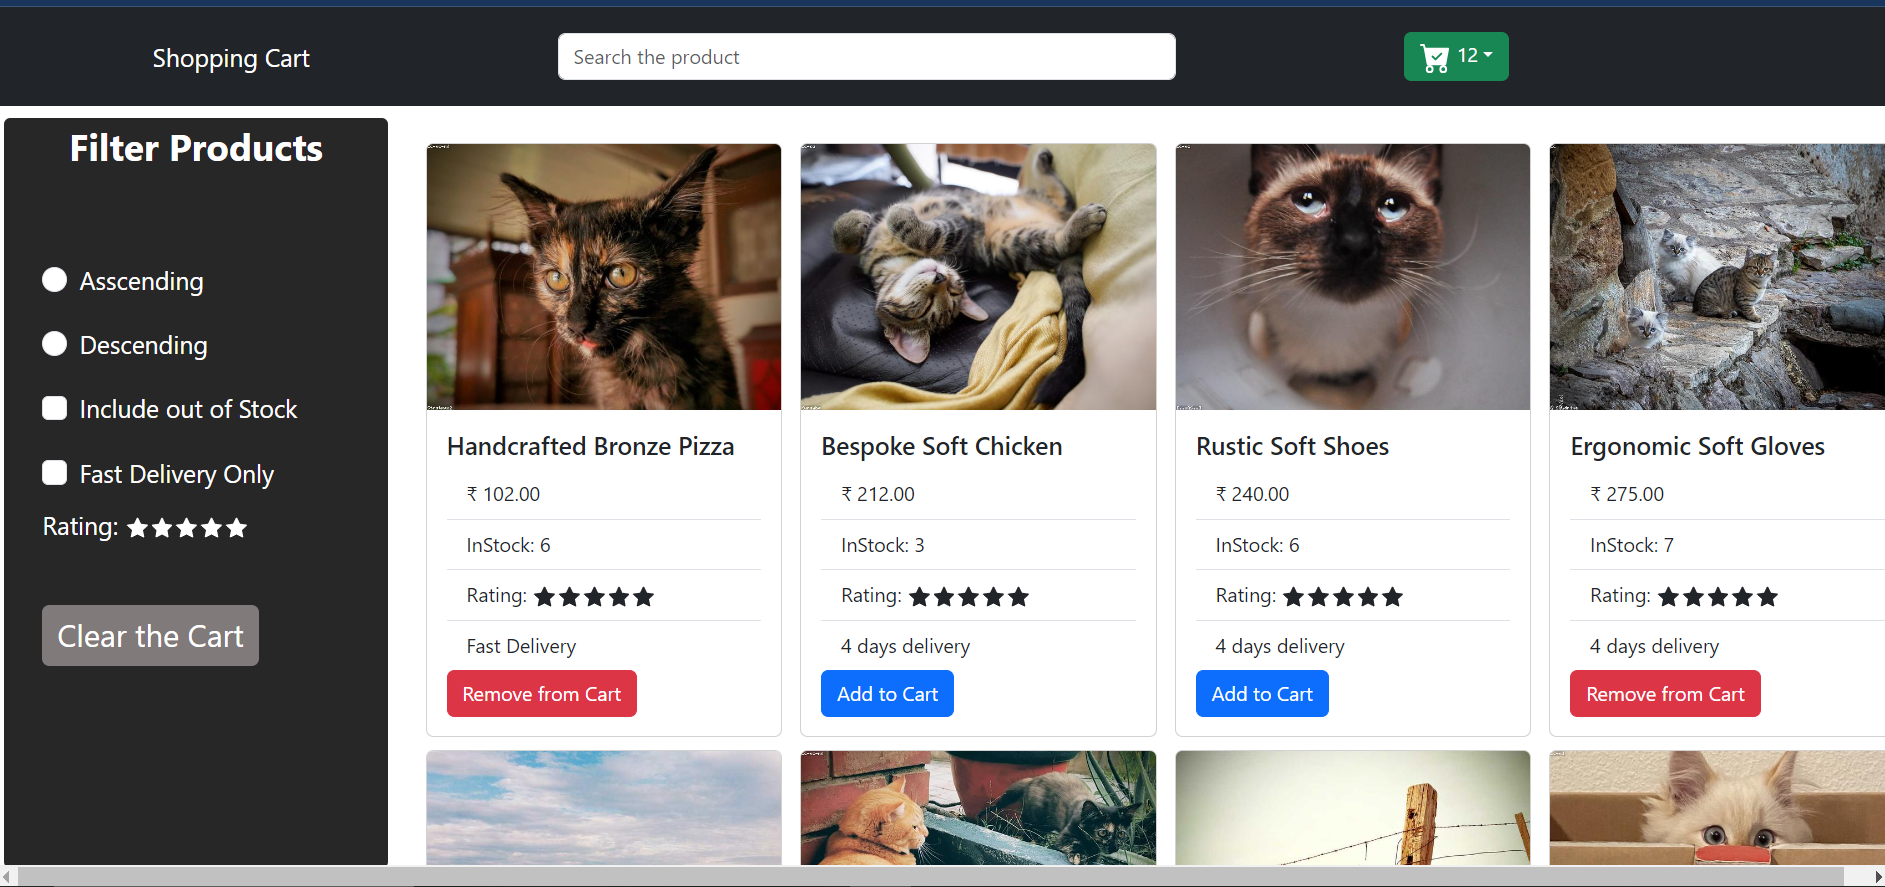 Shopping Cart
Search the product
12
Filter Products
Asscending
Descending
Include out of Stock
Fast Delivery Only
Rating:
Clear the Cart
Handcrafted Bronze Pizza
₹ 102.00
InStock: 6
Rating:
Fast Delivery
Remove from Cart
Bespoke Soft Chicken
₹ 212.00
InStock: 3
Rating:
4 days delivery
Add to Cart
Rustic Soft Shoes
₹ 240.00
InStock: 6
Rating:
4 days delivery
Add to Cart
Ergonomic Soft Gloves
₹ 275.00
InStock: 7
Rating:
4 days delivery
Remove from Cart